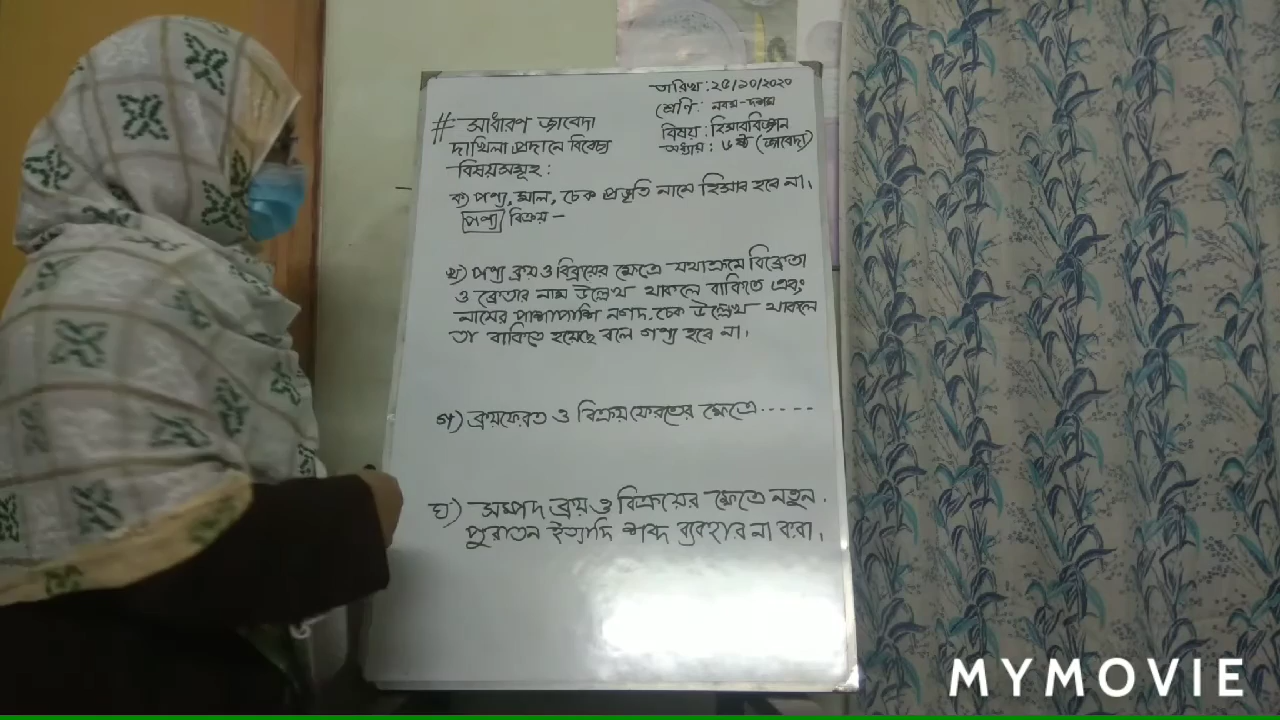 তারিখ : ২৫/১০/২০২০
শ্রেণি : নবম-দশম
বিষয় : হিসাববিজ্ঞান
অধ্যায় : ৬ষ্ঠ (জাবেদা)
# সাধারণ জাবেদা
দাখিলা প্রদানে বিবেচ্য
বিষয়সমূহ :
ক) পণ্য, মাল, চেক প্রভৃতি নামে হিসাব হবে না।
পণ্য বিক্রয় –
খ) পণ্য ক্রয় ও বিক্রয়ের ক্ষেত্রে যথাক্রমে বিক্রেতা
ও ক্রেতার নাম উল্লেখ থাকলে বাকিতে এবং
নামের পাশাপাশি নগদ, চেক উল্লেখ থাকলে
তা বাকিতে হয়েছে বলে গণ্য হবে না।
গ) ক্রয়ফেরত ও বিক্রয়ফেরতের ক্ষেত্রে.....
ঘ) সম্পদ ক্রয় ও বিক্রয়ের ক্ষেত্রে নতুন,
পুরাতন ইত্যাদি শব্দ ব্যবহার না করা।
MYMOVIE